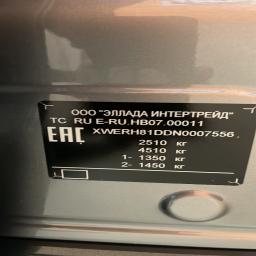 ООО "ЭЛЛАДА ИНТЕРТРЕЙД"
ТС RU E-RU.HB07.00011
EAC XWERH81DDN0007556
2510 кг
4510 кг
1- 1350 кг
2- 1450 кг